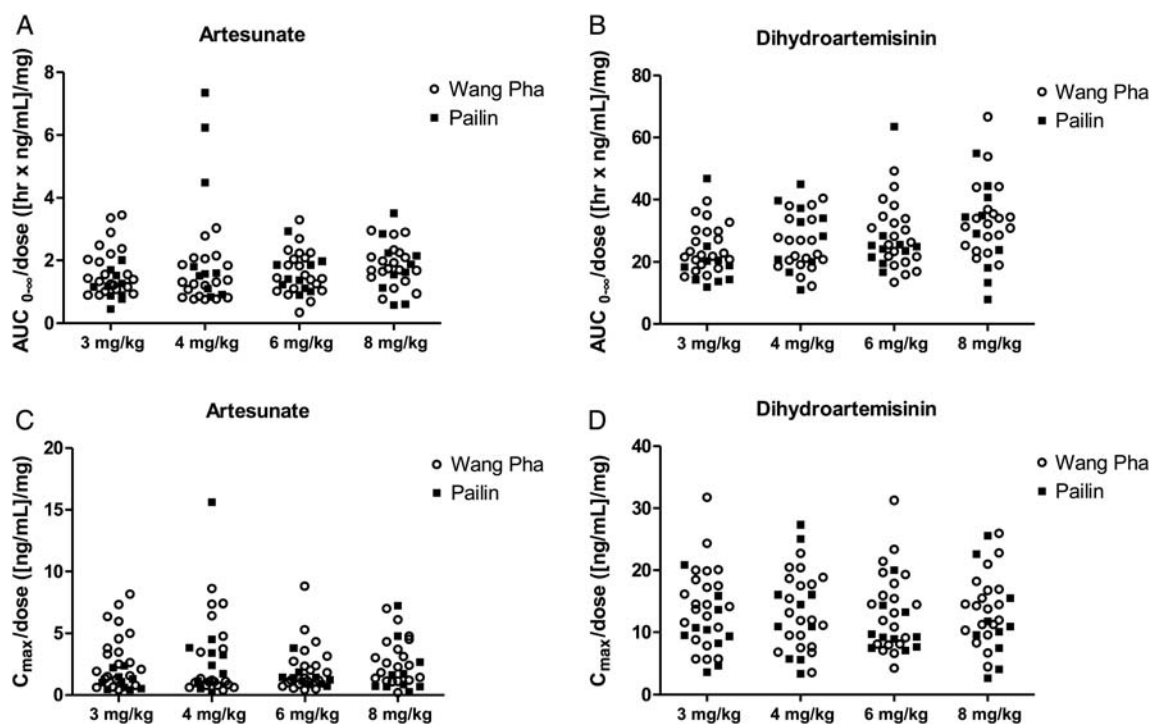 A
Artesunate
AUC 0-∞/dose ([hr x ng/mL]/mg)
8
6
4
2
0
Wang Pha
Pailin
3 mg/kg 4 mg/kg 6 mg/kg 8 mg/kg
B
Dihydroartemisinin
AUC 0-∞/dose ([hr x ng/mL]/mg)
80
60
40
20
0
Wang Pha
Pailin
3 mg/kg 4 mg/kg 6 mg/kg 8 mg/kg
C
Artesunate
Cmax/dose ([ng/mL]/mg)
20
15
10
5
0
Wang Pha
Pailin
3 mg/kg 4 mg/kg 6 mg/kg 8 mg/kg
D
Dihydroartemisinin
Cmax/dose ([ng/mL]/mg)
40
30
20
10
0
Wang Pha
Pailin
3 mg/kg 4 mg/kg 6 mg/kg 8 mg/kg